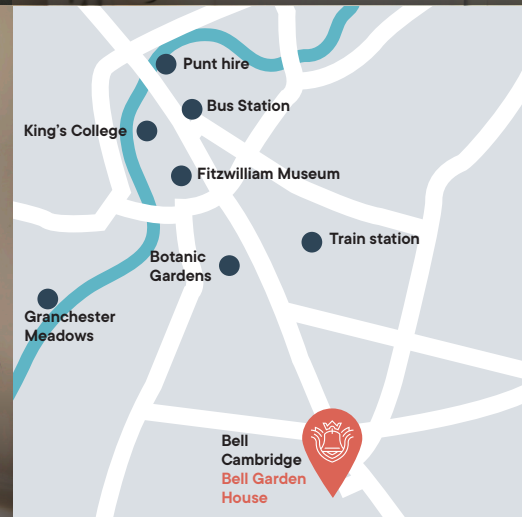 Punt hire
Bus Station
King's College
Fitzwilliam Museum
Train station
Botanic
Gardens
Granchester
Meadows
Bell
Cambridge
Bell Garden
House